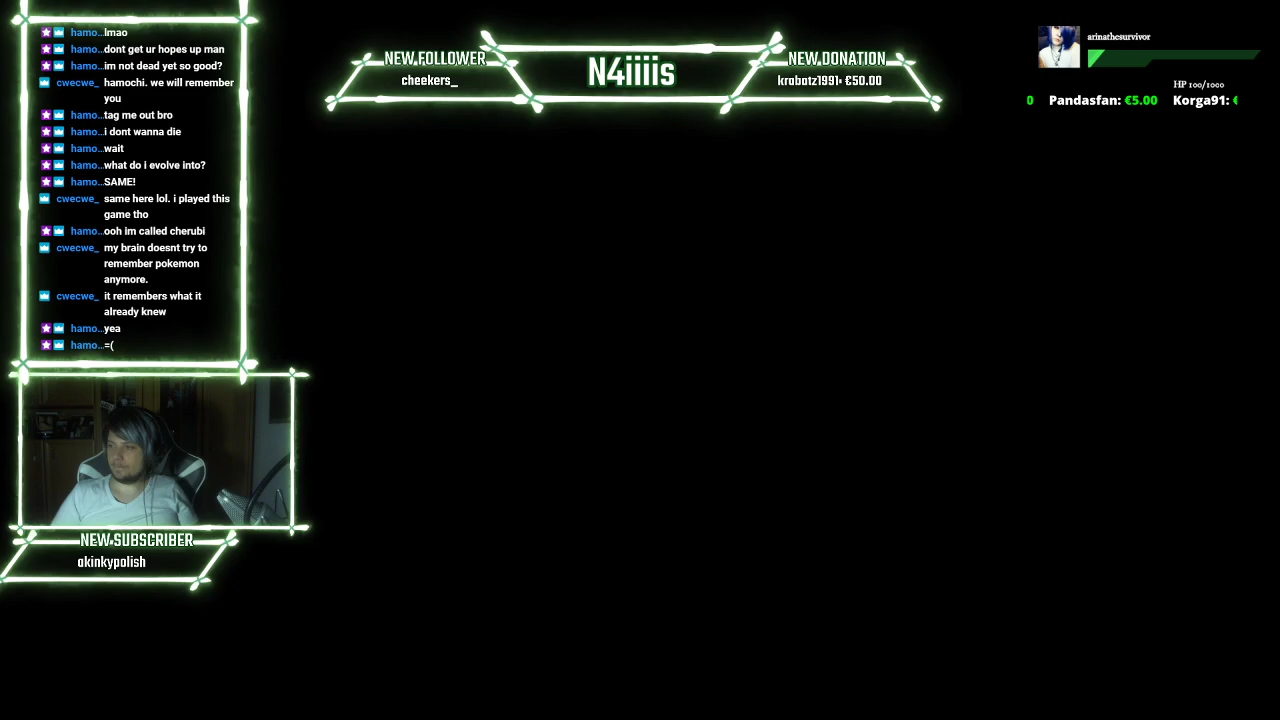 hamo...lmao
hamo...dont get ur hopes up man
hamo...im not dead yet so good?
cwecwe_ hamochi. we will remember
you
hamo...tag me out bro
hamo...i dont wanna die
hamo...wait
hamo...what do i evolve into?
hamo...SAME!
cwecwe_ same here lol. i played this
game tho
hamo...ooh im called cherubi
cwecwe_ my brain doesnt try to
remember pokemon
anymore.
cwecwe_ it remembers what it
already knew
hamo...yea
hamo...=(
NEW SUBSCRIBER
akinkypolish
NEW FOLLOWER
cheekers_
N4iiiis
NEW DONATION
krabatz1991: €50.00
arinathesurvivor
HP 100/1000
0 Pandasfan: €5.00 Korga91: €